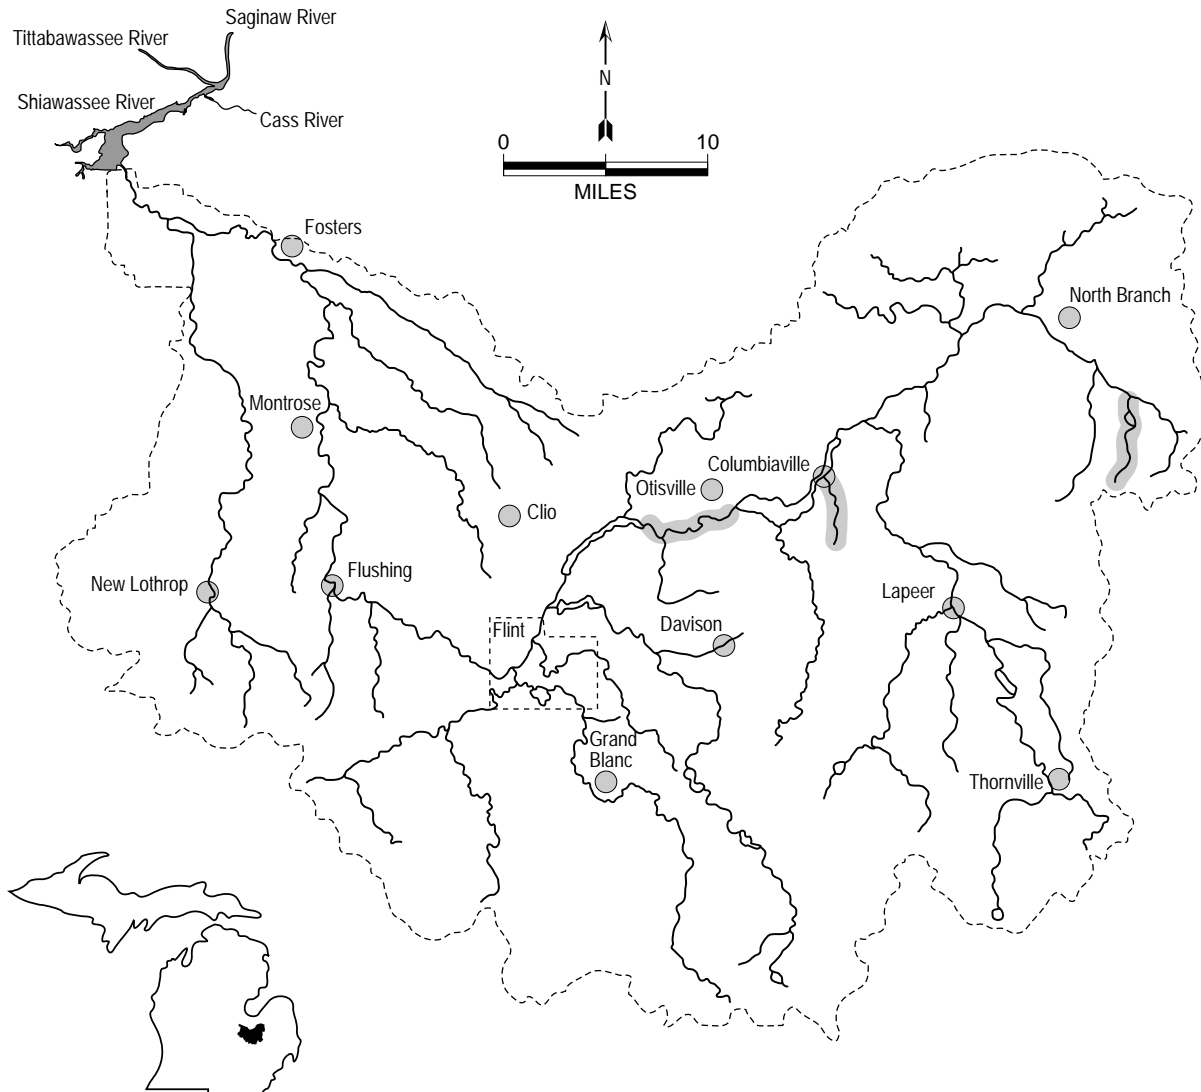 Saginaw River
Tittabawassee River
Shiawassee River
Cass River
N
0 10
MILES
Fosters
North Branch
Montrose
Columbiaville
Otisville
Clio
New Lothrop
Flushing
Lapeer
Flint
Davison
Grand
Blanc
Thornville